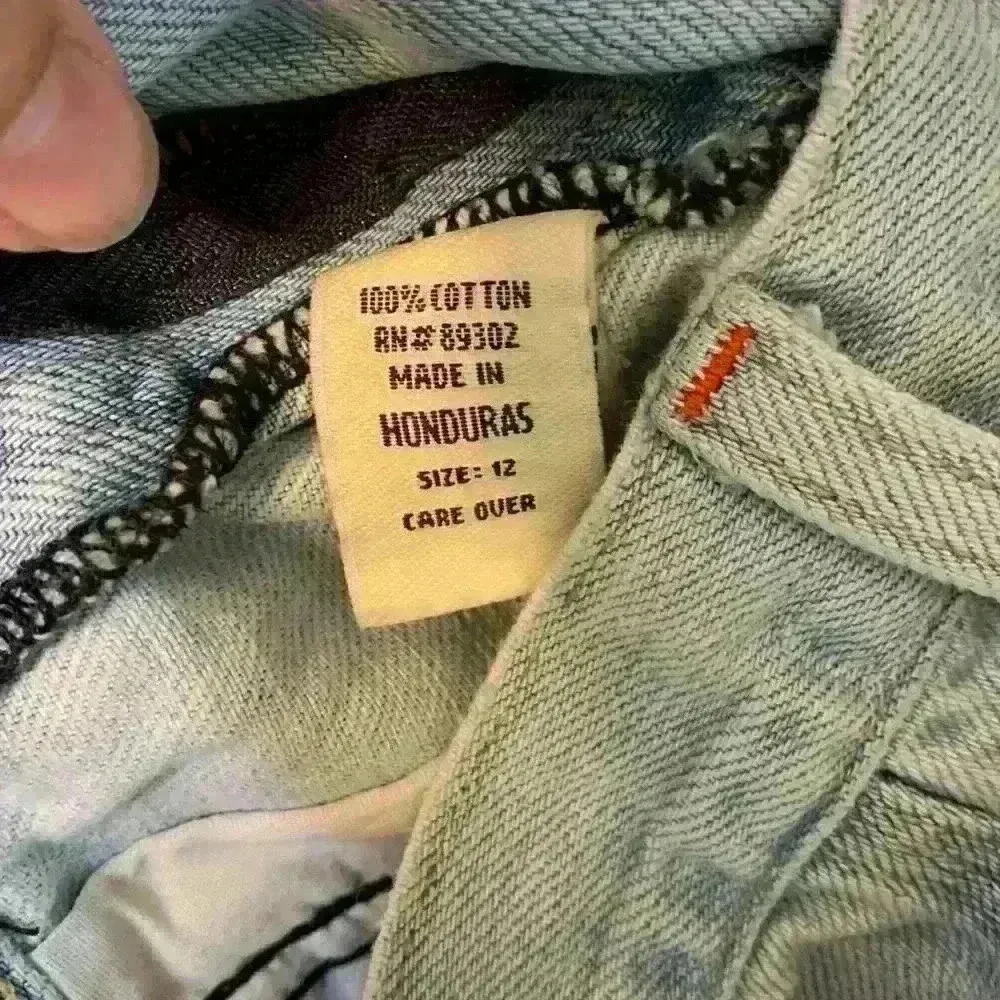 100% COTTON
RN# 89302
MADE IN
HONDURAS
SIZE: 12
CARE OVER